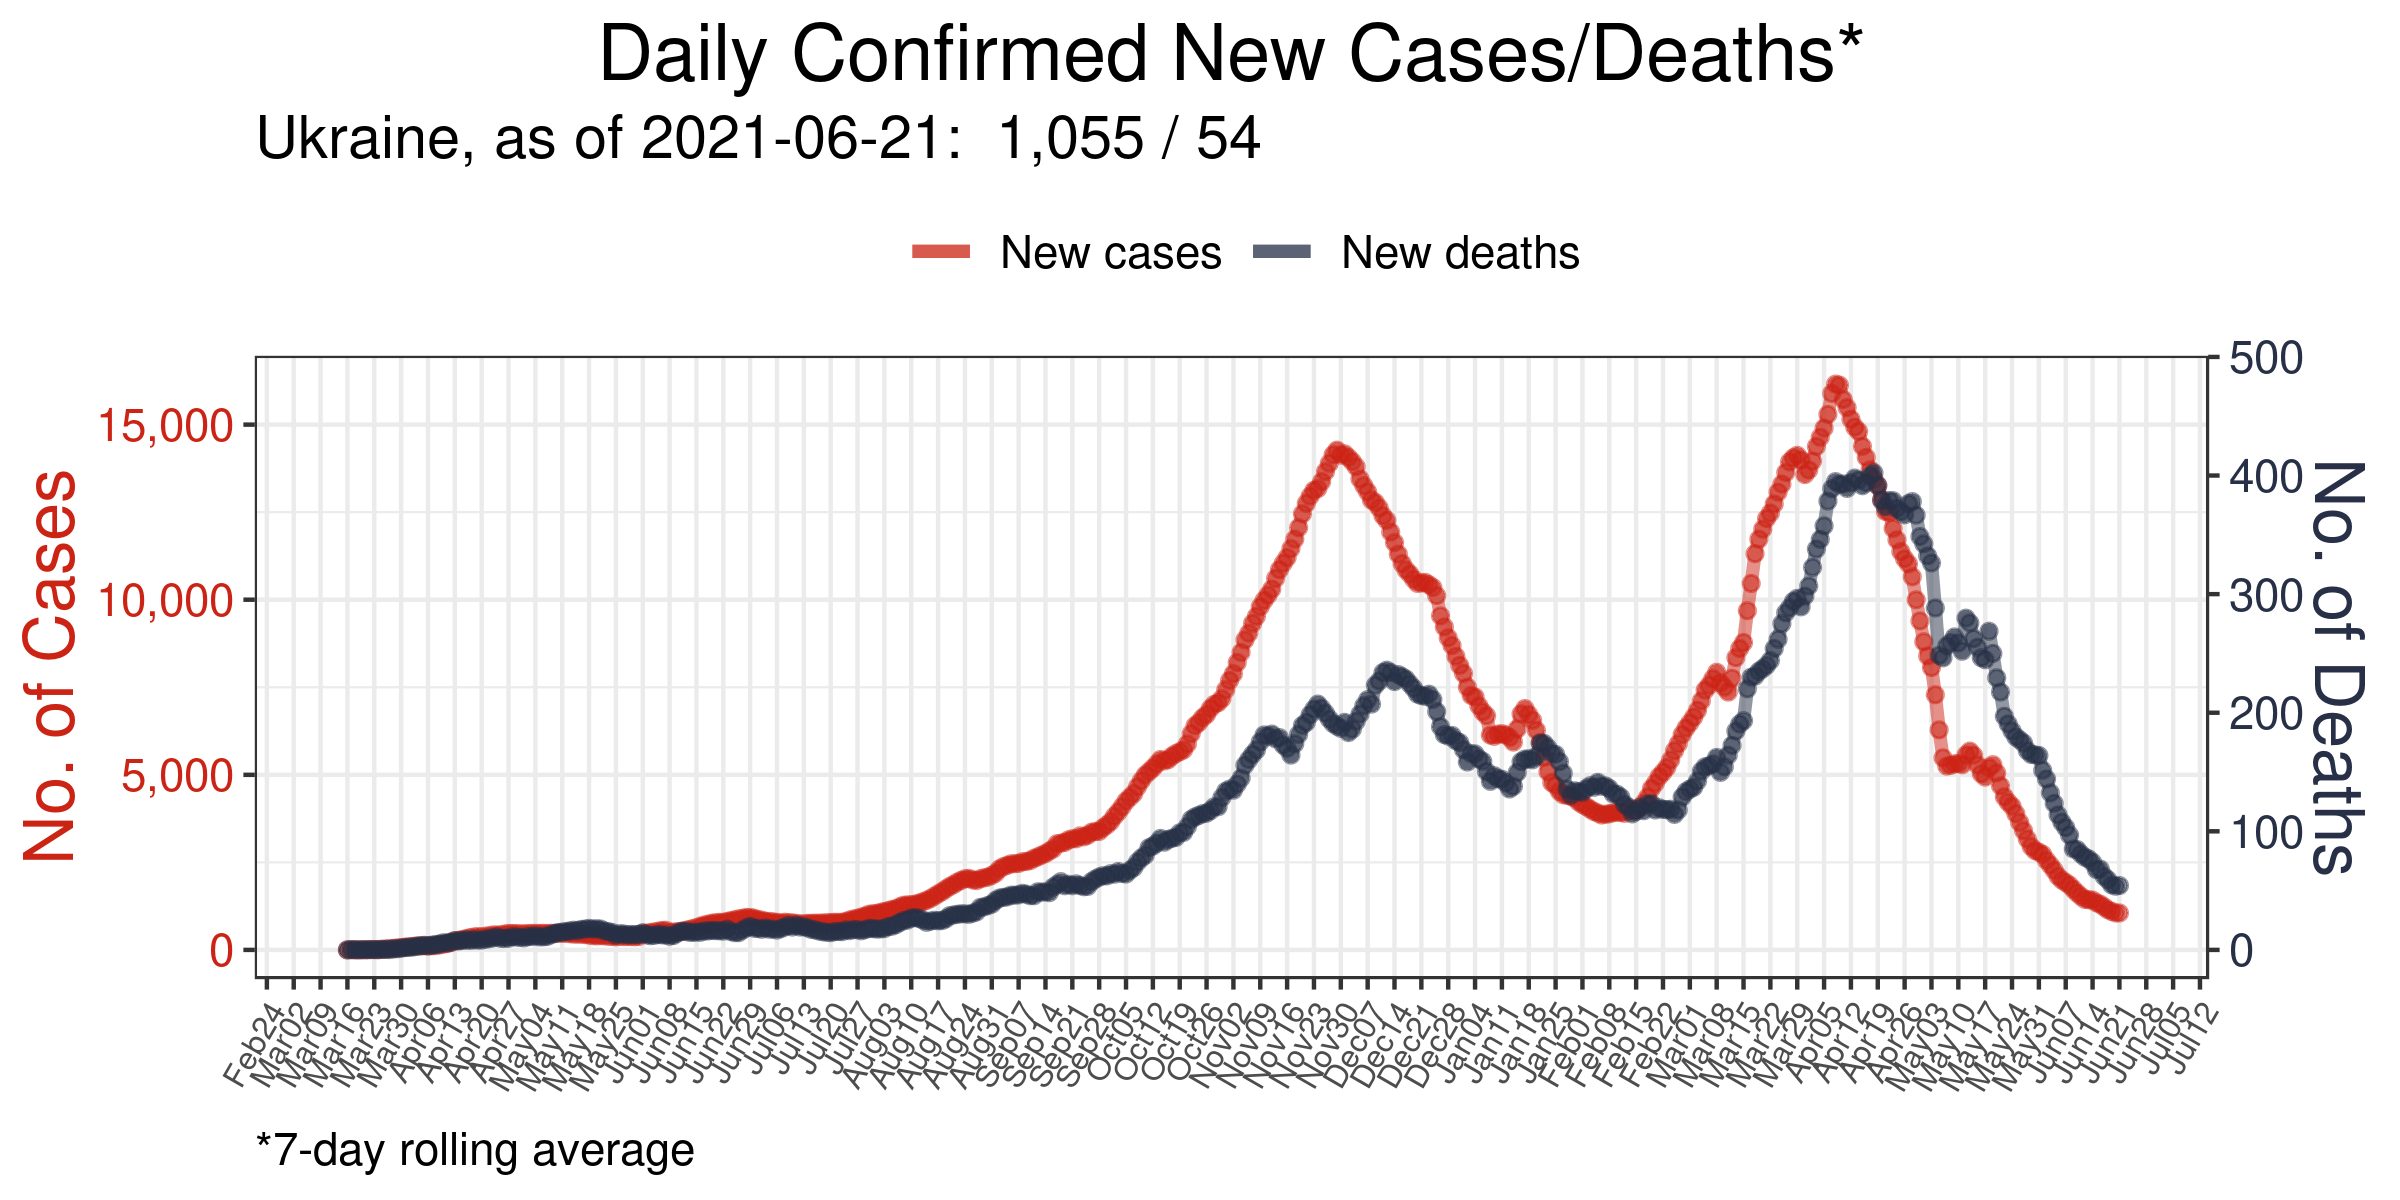 Daily Confirmed New Cases/Deaths*
Ukraine, as of 2021-06-21:  1,055 / 54
New cases
New deaths
No. of Cases
15,000
10,000
5,000
0
500
400
300
200
100
0
No. of Deaths
Feb24
Mar02
Mar09
Mar16
Mar23
Mar30
Apr06
Apr13
Apr20
Apr27
May04
May11
May18
May25
Jun01
Jun08
Jun15
Jun22
Jun29
Jul06
Jul13
Jul20
Jul27
Aug03
Aug10
Aug17
Aug24
Aug31
Sep07
Sep14
Sep21
Sep28
Oct05
Oct12
Oct19
Oct26
Nov02
Nov09
Nov16
Nov23
Nov30
Dec07
Dec14
Dec21
Dec28
Jan04
Jan11
Jan18
Jan25
Feb01
Feb08
Feb15
Feb22
Mar01
Mar08
Mar15
Mar22
Mar29
Apr05
Apr12
Apr19
Apr26
May03
May10
May17
May24
May31
Jun07
Jun14
Jun21
Jun28
Jul05
Jul12
*7-day rolling average